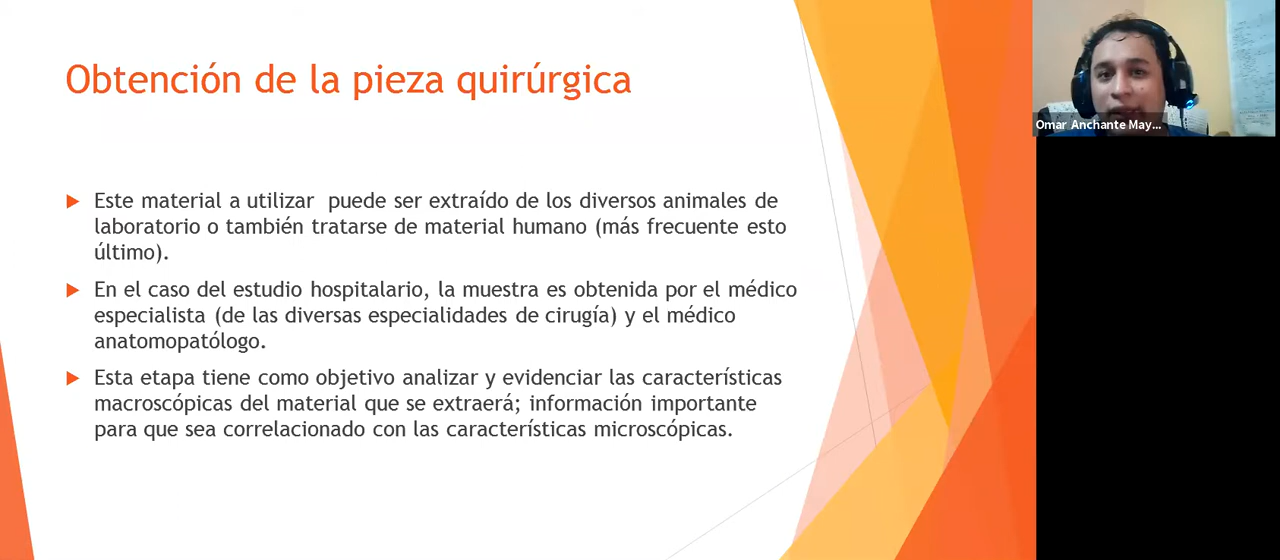 Obtención de la pieza quirúrgica
Este material a utilizar puede ser extraído de los diversos animales de
laboratorio o también tratarse de material humano (más frecuente esto
último).
En el caso del estudio hospitalario, la muestra es obtenida por el médico
especialista (de las diversas especialidades de cirugía) y el médico
anatomopatólogo.
Esta etapa tiene como objetivo analizar y evidenciar las características
macroscópicas del material que se extraerá; información importante
para que sea correlacionado con las características microscópicas.
Omar Anchante May...